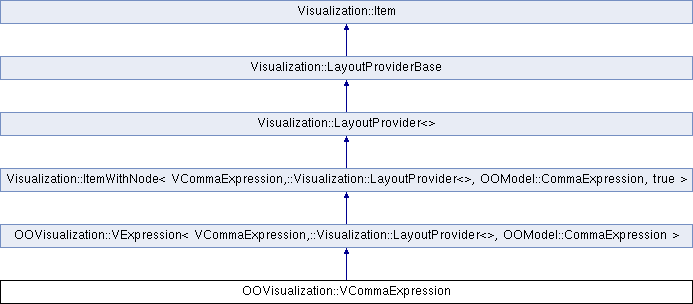 Visualization::Item
Visualization::LayoutProviderBase
Visualization::LayoutProvider<>
Visualization::ItemWithNode< VCommaExpression,::Visualization::LayoutProvider<>, OOModel::CommaExpression, true >
OOVisualization::VExpression< VCommaExpression,::Visualization::LayoutProvider<>, OOModel::CommaExpression >
OOVisualization::VCommaExpression